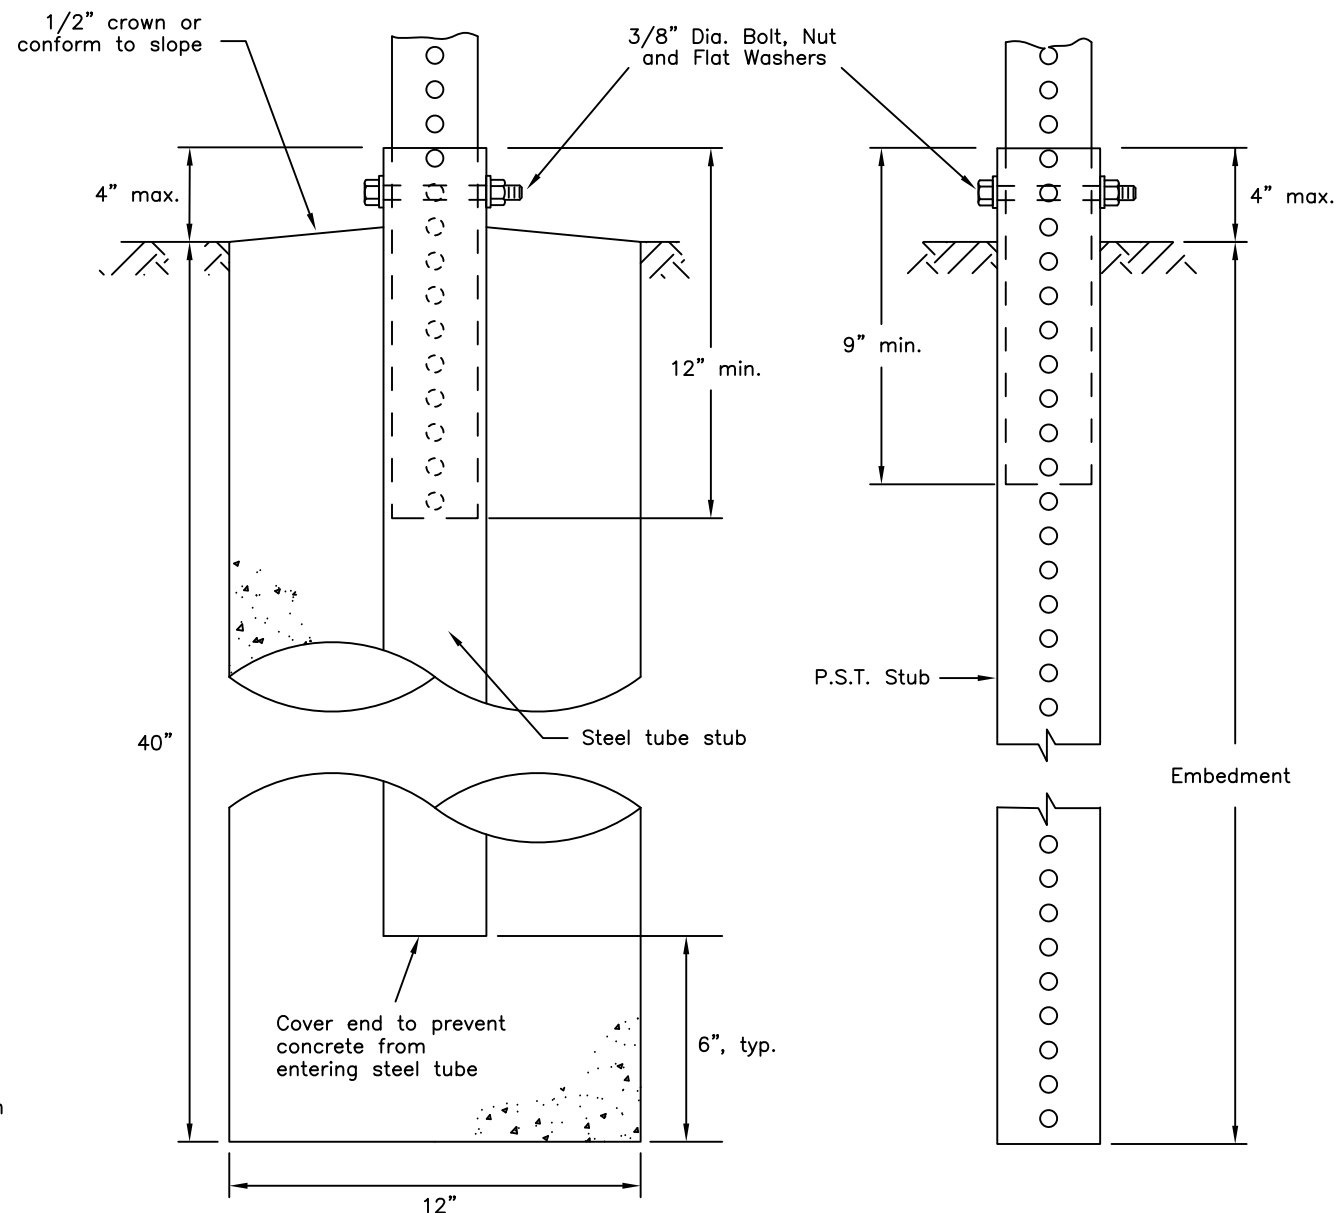 1/2” crown or
conform to slope
3/8” Dia. Bolt, Nut
and Flat Washers
4” max.
4” max.
9” min.
12” min.
P.S.T. Stub
Steel tube stub
40”
Embedment
Cover end to prevent
concrete from
entering steel tube
6”, typ.
12”